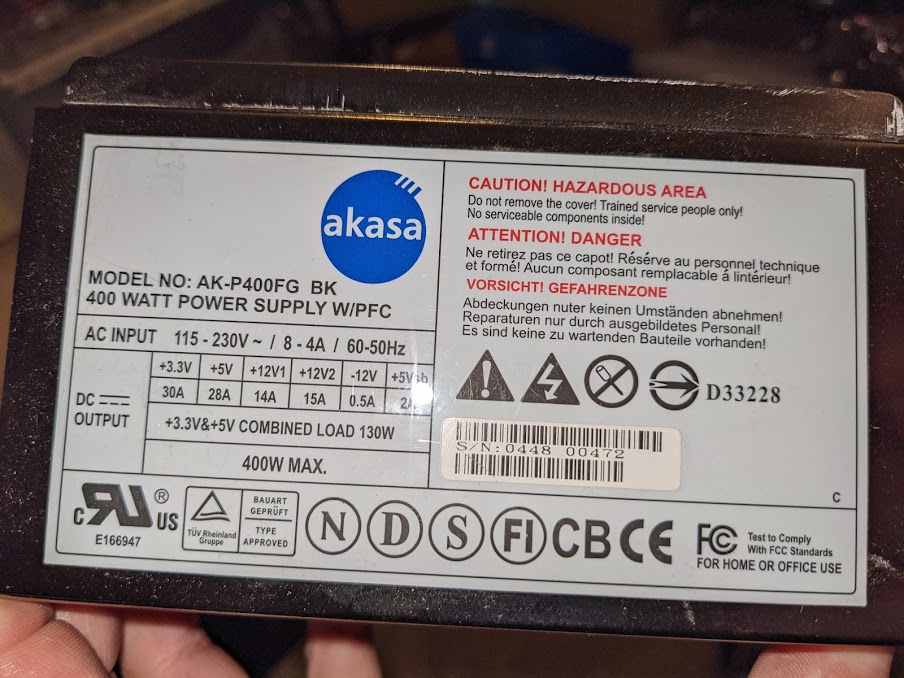 akasa
MODEL NO: AK-P400FG BK
400 WATT POWER SUPPLY W/PFC
AC INPUT 115 - 230V ~ / 8 - 4A / 60-50Hz
DC OUTPUT
+3.3V +5V +12V1 +12V2 -12V +5Vsb
30A 28A 14A 15A 0.5A 2A
+3.3V&+5V COMBINED LOAD 130W
400W MAX.
CAUTION! HAZARDOUS AREA
Do not remove the cover! Trained service people only!
No serviceable components inside!
ATTENTION! DANGER
Ne retirez pas ce capot! Réserve au personnel technique
et formé! Aucun composant remplacable á lintérieur!
VORSICHT! GEFAHRENZONE
Abdeckungen nuter keinen Umständen abnehmen!
Reparaturen nur durch ausgebildetes Personal!
Es sind keine zu wartenden Bauteile vorhanden!
D33228
S/N:0448 00472
C
c RU ® US
E166947
TÜV Rheinland
Gruppe
BAUART
GEPRÜFT
TYPE
APPROVED
N D S FI CB CE
FC Test to Comply
With FCC Standards
FOR HOME OR OFFICE USE